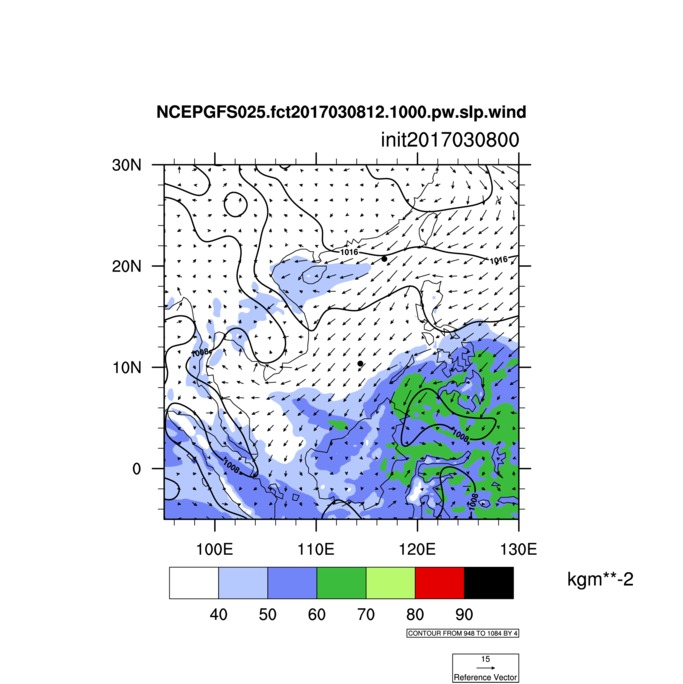 NCEPGFS025.fct2017030812.1000.pw.slp.wind
init2017030800
30N
1016
1016
20N
1008
10N
1008
1008
0
1008
100E 110E 120E 130E
kgm**-2
40 50 60 70 80 90
CONTOUR FROM 948 TO 1084 BY 4
15
Reference Vector